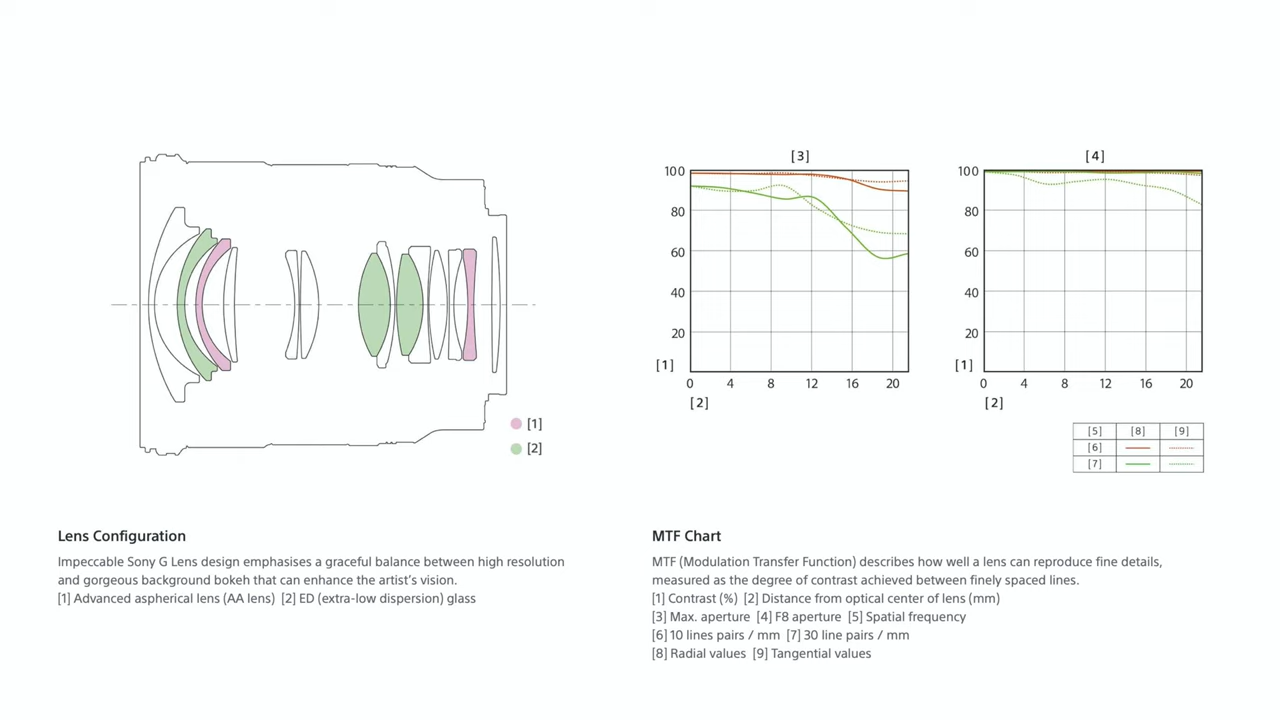 [3]
[4]
100
80
60
40
20
[1]
0 4 8 12 16 20
[2]
100
80
60
40
20
[1]
0 4 8 12 16 20
[2]
[1]
[2]
[5] [8] [9]
[6]
[7]
Lens Configuration
Impeccable Sony G Lens design emphasises a graceful balance between high resolution
and gorgeous background bokeh that can enhance the artist’s vision.
[1] Advanced aspherical lens (AA lens) [2] ED (extra-low dispersion) glass
MTF Chart
MTF (Modulation Transfer Function) describes how well a lens can reproduce fine details,
measured as the degree of contrast achieved between finely spaced lines.
[1] Contrast (%) [2] Distance from optical center of lens (mm)
[3] Max. aperture [4] F8 aperture [5] Spatial frequency
[6] 10 lines pairs / mm [7] 30 line pairs / mm
[8] Radial values [9] Tangential values